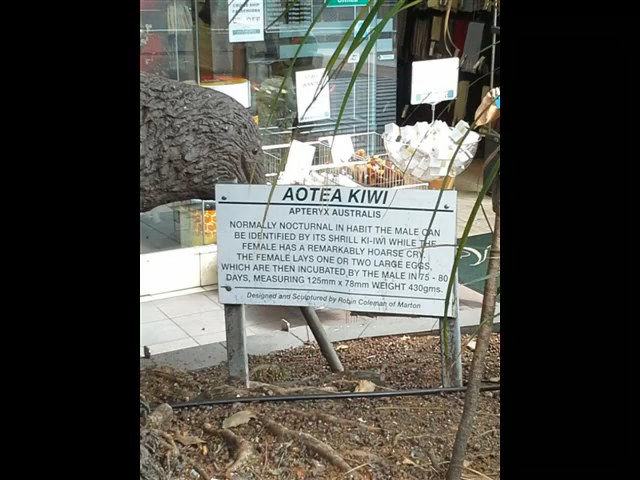 AOTEA KIWI
APTERYX AUSTRALIS
NORMALLY NOCTURNAL IN HABIT THE MALE CAN
BE IDENTIFIED BY ITS SHRILL KI-IWI WHILE THE
FEMALE HAS A REMARKABLY HOARSE CRY.
THE FEMALE LAYS ONE OR TWO LARGE EGGS,
WHICH ARE THEN INCUBATED BY THE MALE IN 75 - 80
DAYS, MEASURING 125mm x 78mm WEIGHT 430gms.
Designed and Sculptured by Robin Coleman of Marton